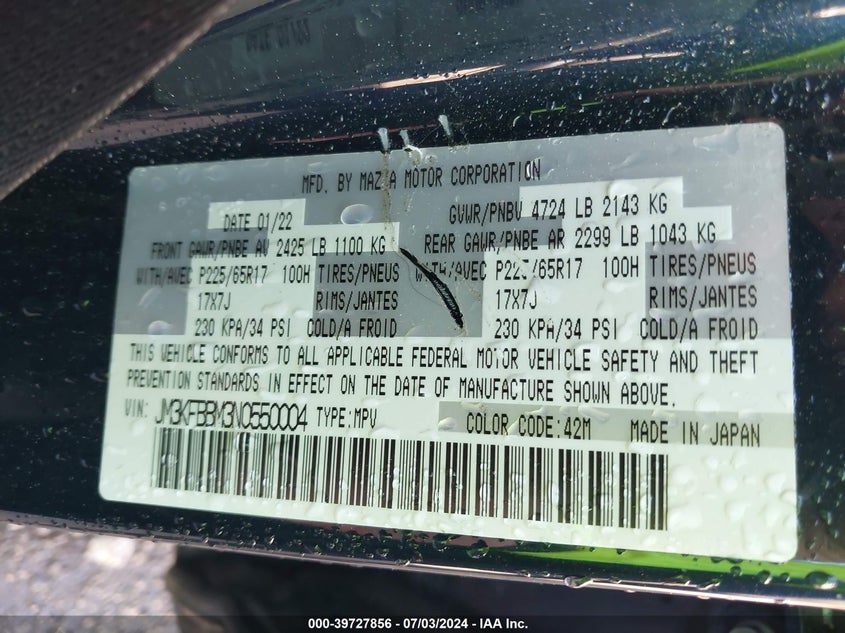 MFD. BY MAZDA MOTOR CORPORATION
DATE 01/22 GVWR/PNBV 4724 LB 2143 KG
FRONT GAWR/PNBE AV 2425 LB 1100 KG REAR GAWR/PNBE AR 2299 LB 1043 KG
WITH/AVEC P225/65R17 100H TIRES/PNEUS WITH/AVEC P225/65R17 100H TIRES/PNEUS
17X7J RIMS/JANTES 17X7J RIMS/JANTES
230 KPA/34 PSI COLD/A FROID 230 KPA/34 PSI COLD/A FROID
THIS VEHICLE CONFORMS TO ALL APPLICABLE FEDERAL MOTOR VEHICLE SAFETY AND THEFT
PREVENTION STANDARDS IN EFFECT ON THE DATE OF MANUFACTURE SHOWN ABOVE.
VIN: JM3KFBBM3N0550004 TYPE:MPV COLOR CODE:42M MADE IN JAPAN
000-39727856 / 07/03/2024 - IAA Inc.